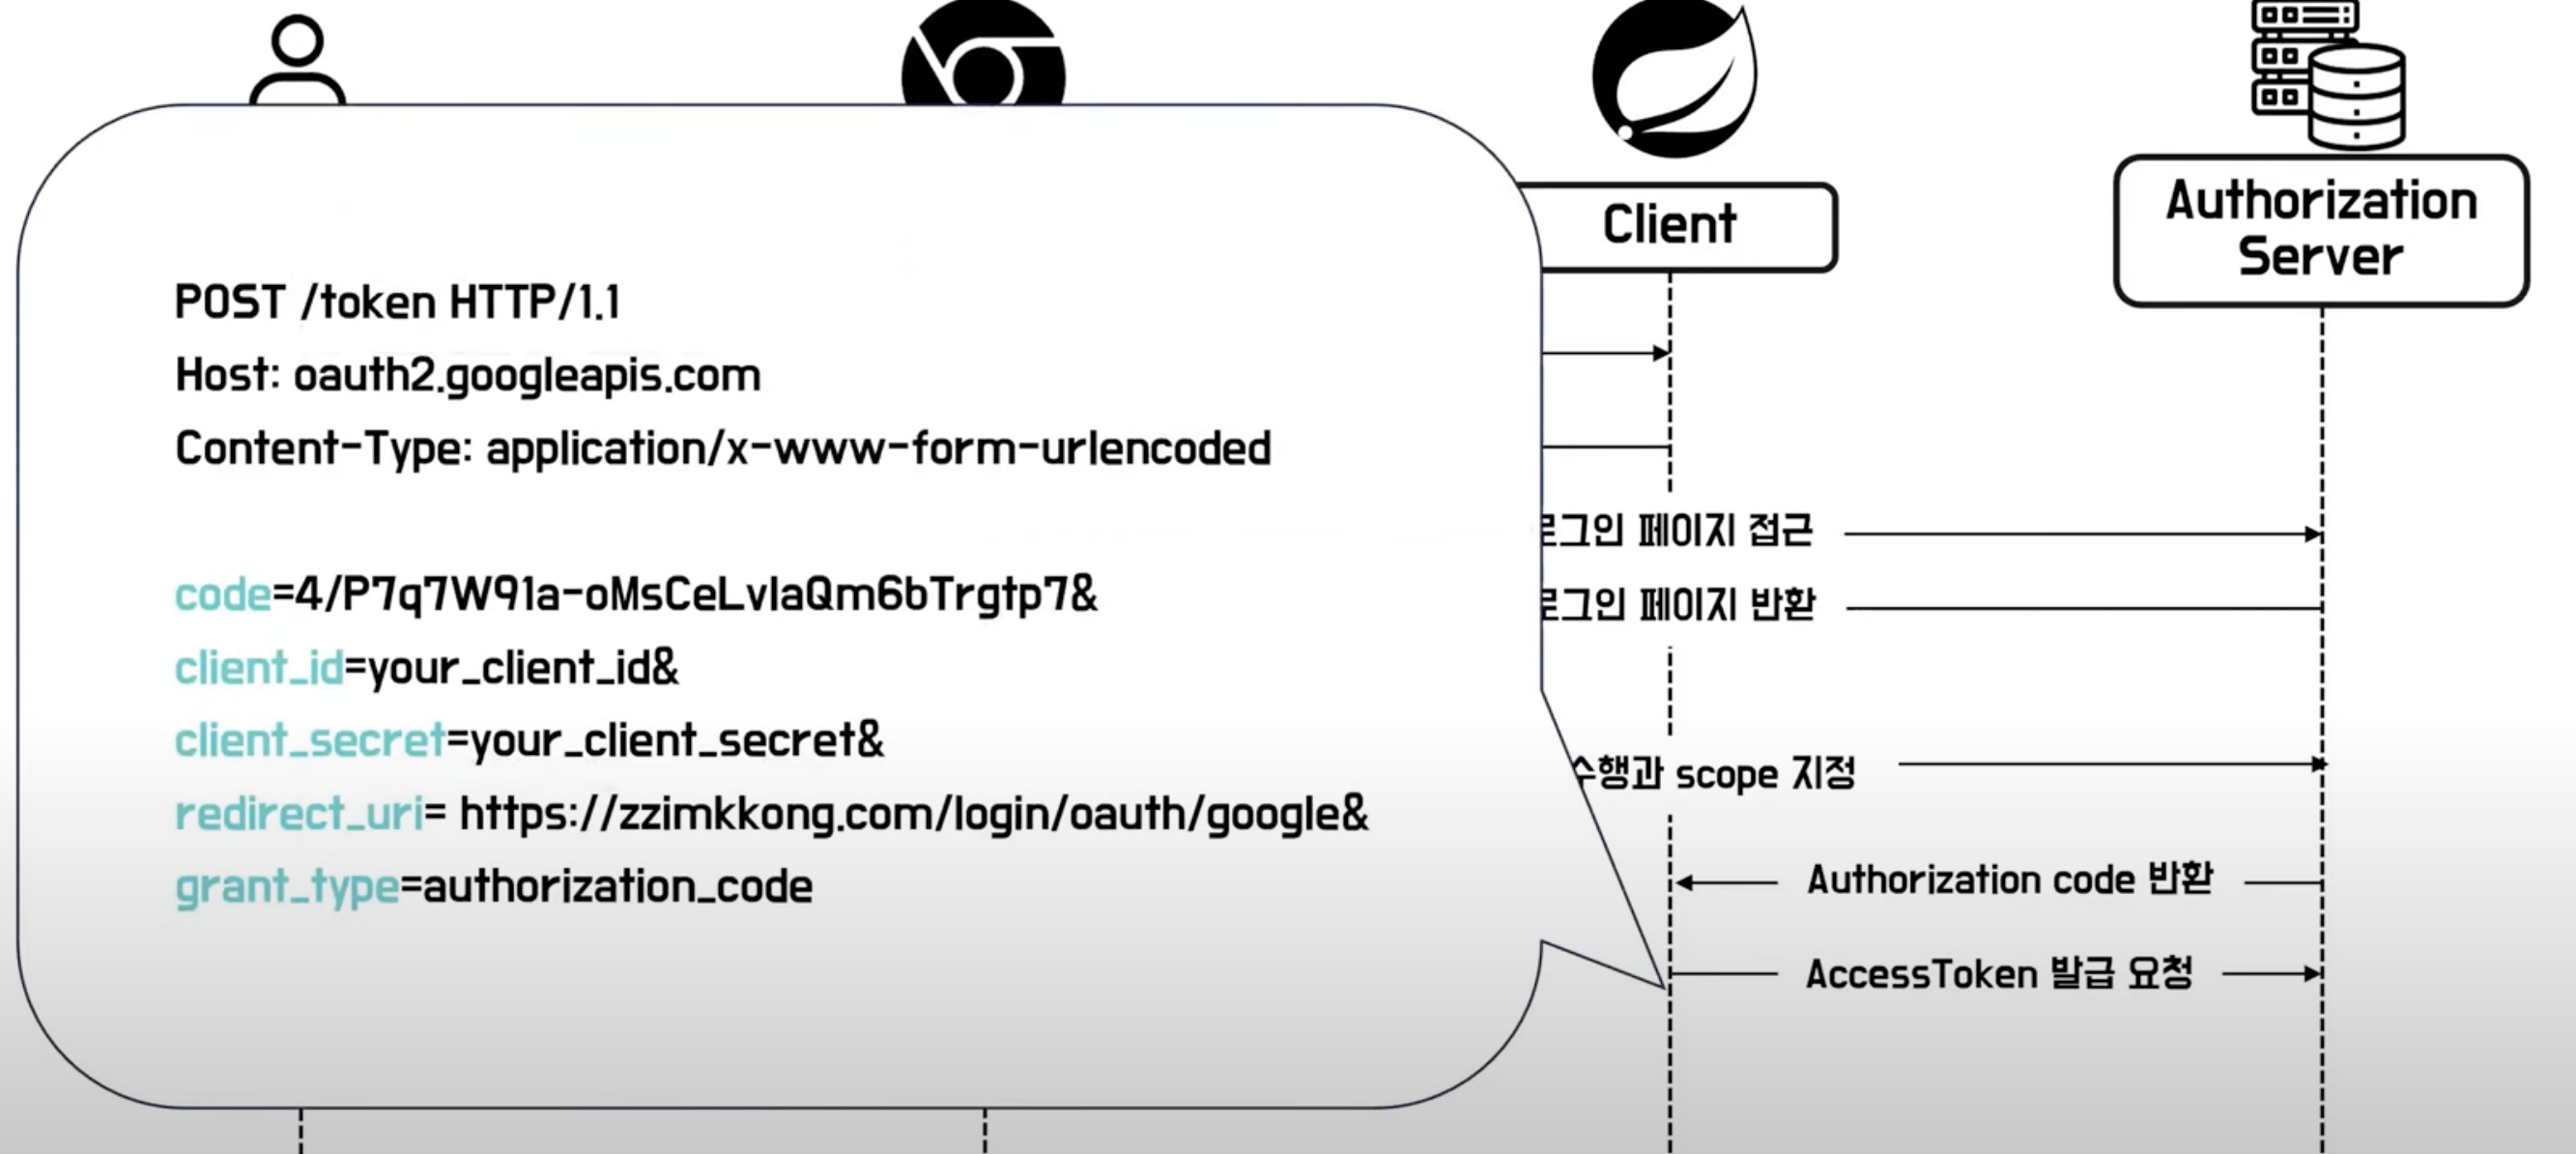 Client
Authorization
Server
POST /token HTTP/1.1
Host: oauth2.googleapis.com
Content-Type: application/x-www-form-urlencoded
로그인 페이지 접근
code=4/P7q7W91a-oMsCeLvIaQm6bTrgtp7&
로그인 페이지 반환
client_id=your_client_id&
client_secret=your_client_secret&
수행과 scope 지정
redirect_uri= https://zzimkkong.com/login/oauth/google&
grant_type=authorization_code
Authorization code 반환
AccessToken 발급 요청